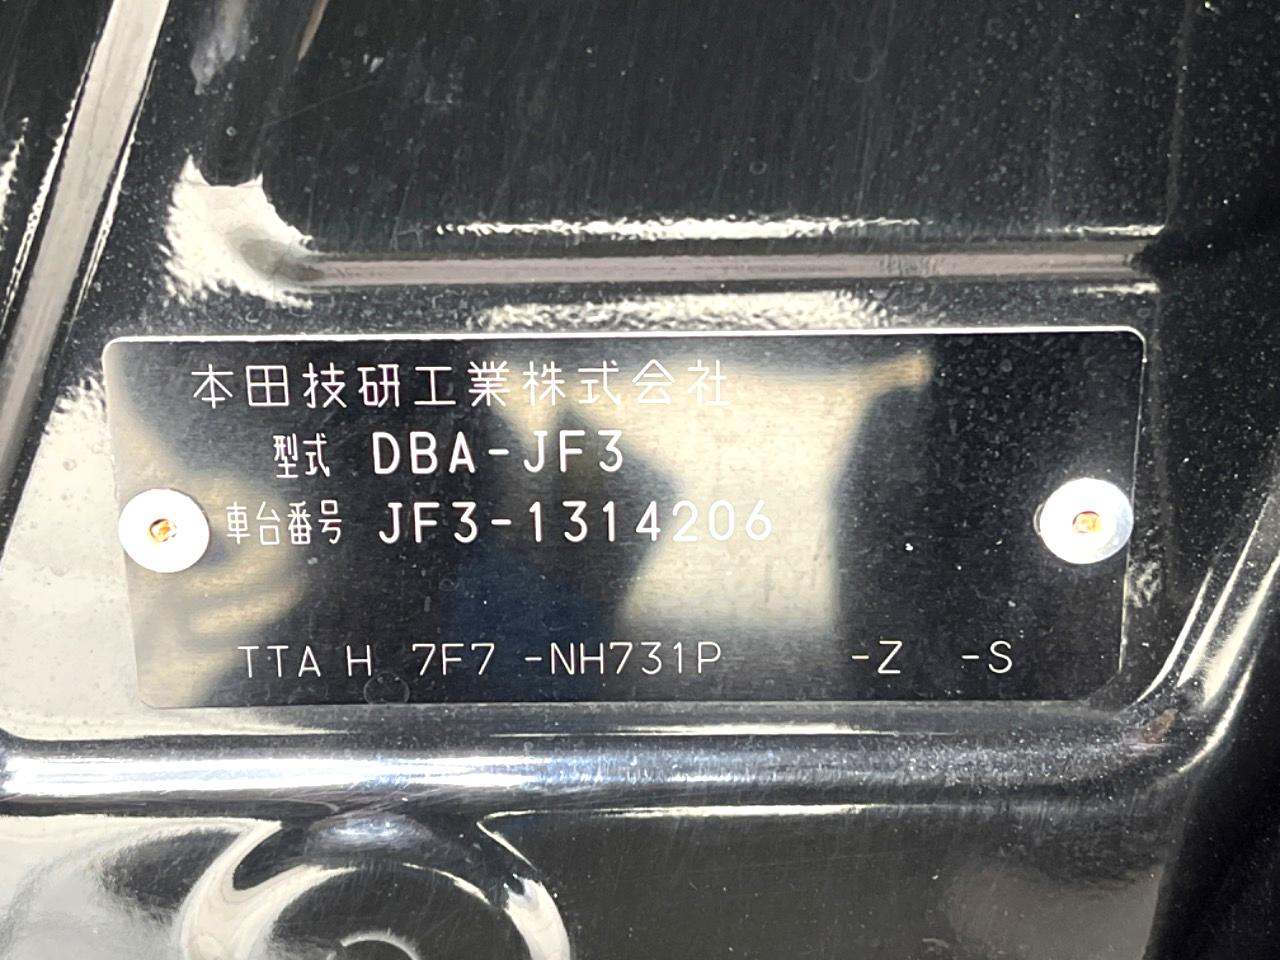 本田技研工業株式会社
型式 DBA-JF3
車台番号 JF3-1314206
TTA H 7F7 -NH731P -Z -S